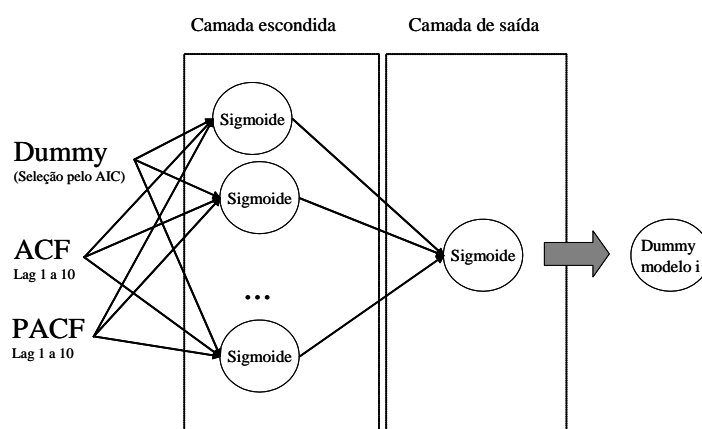 Camada escondida
Camada de saída
Sigmoide
Dummy
(Seleção pelo AIC)
Sigmoide
ACF
Lag 1 a 10
Sigmoide
Dummy
modelo i
...
PACF
Lag 1 a 10
Sigmoide